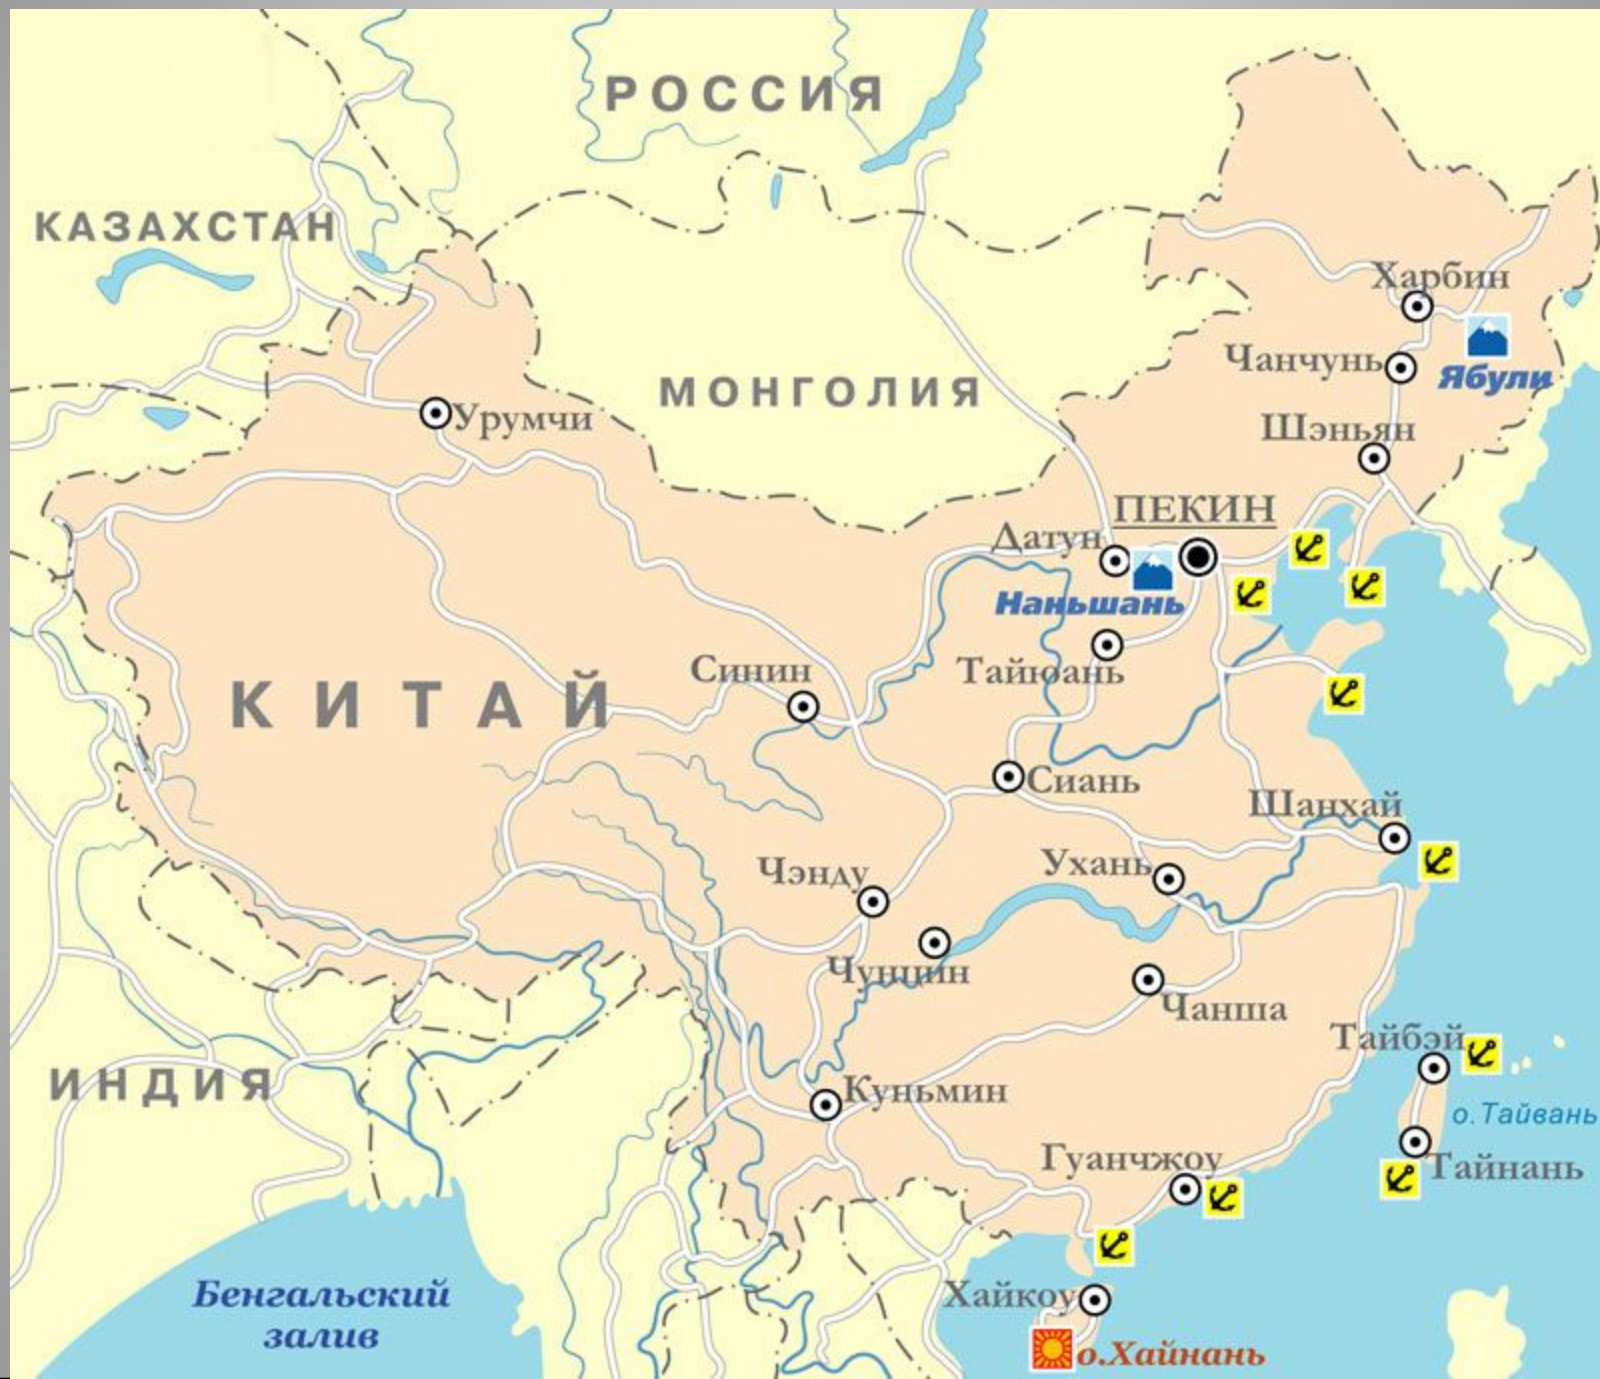 РОССИЯ
КАЗАХСТАН
Харбин
Чанчунь
Ябули
МОНГОЛИЯ
Урумчи
Шэньян
ПЕКИН
Датун
Наньшань
Синин
Тайюань
КИТАЙ
Сиань
Шанхай
Ухань
Чэнду
Чунцин
Чанша
Тайбэй
ИНДИЯ
Куньмин
о.Тайвань
Гуанчжоу
Тайнань
Бенгальский
залив
Хайкоу
о.Хайнань